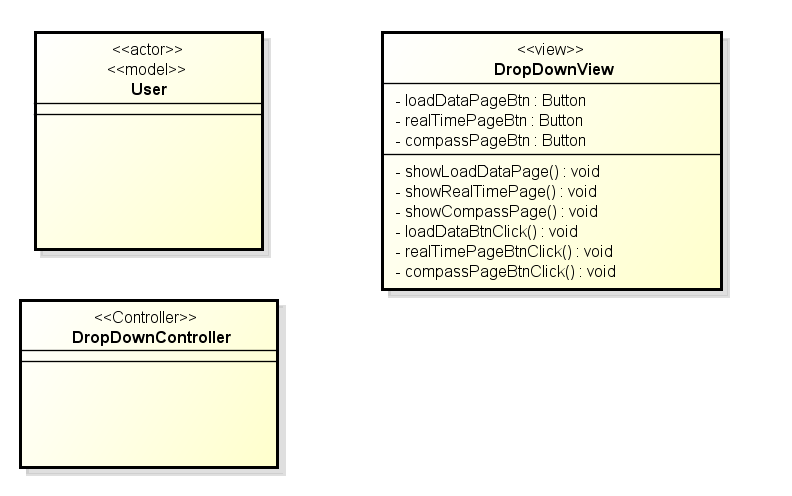 <<actor>>
<<model>>
User
<<view>>
DropDownView
- loadDataPageBtn : Button
- realTimePageBtn : Button
- compassPageBtn : Button
- showLoadDataPage() : void
- showRealTimePage() : void
- showCompassPage() : void
- loadDataBtnClick() : void
- realTimePageBtnClick() : void
- compassPageBtnClick() : void
<<Controller>>
DropDownController